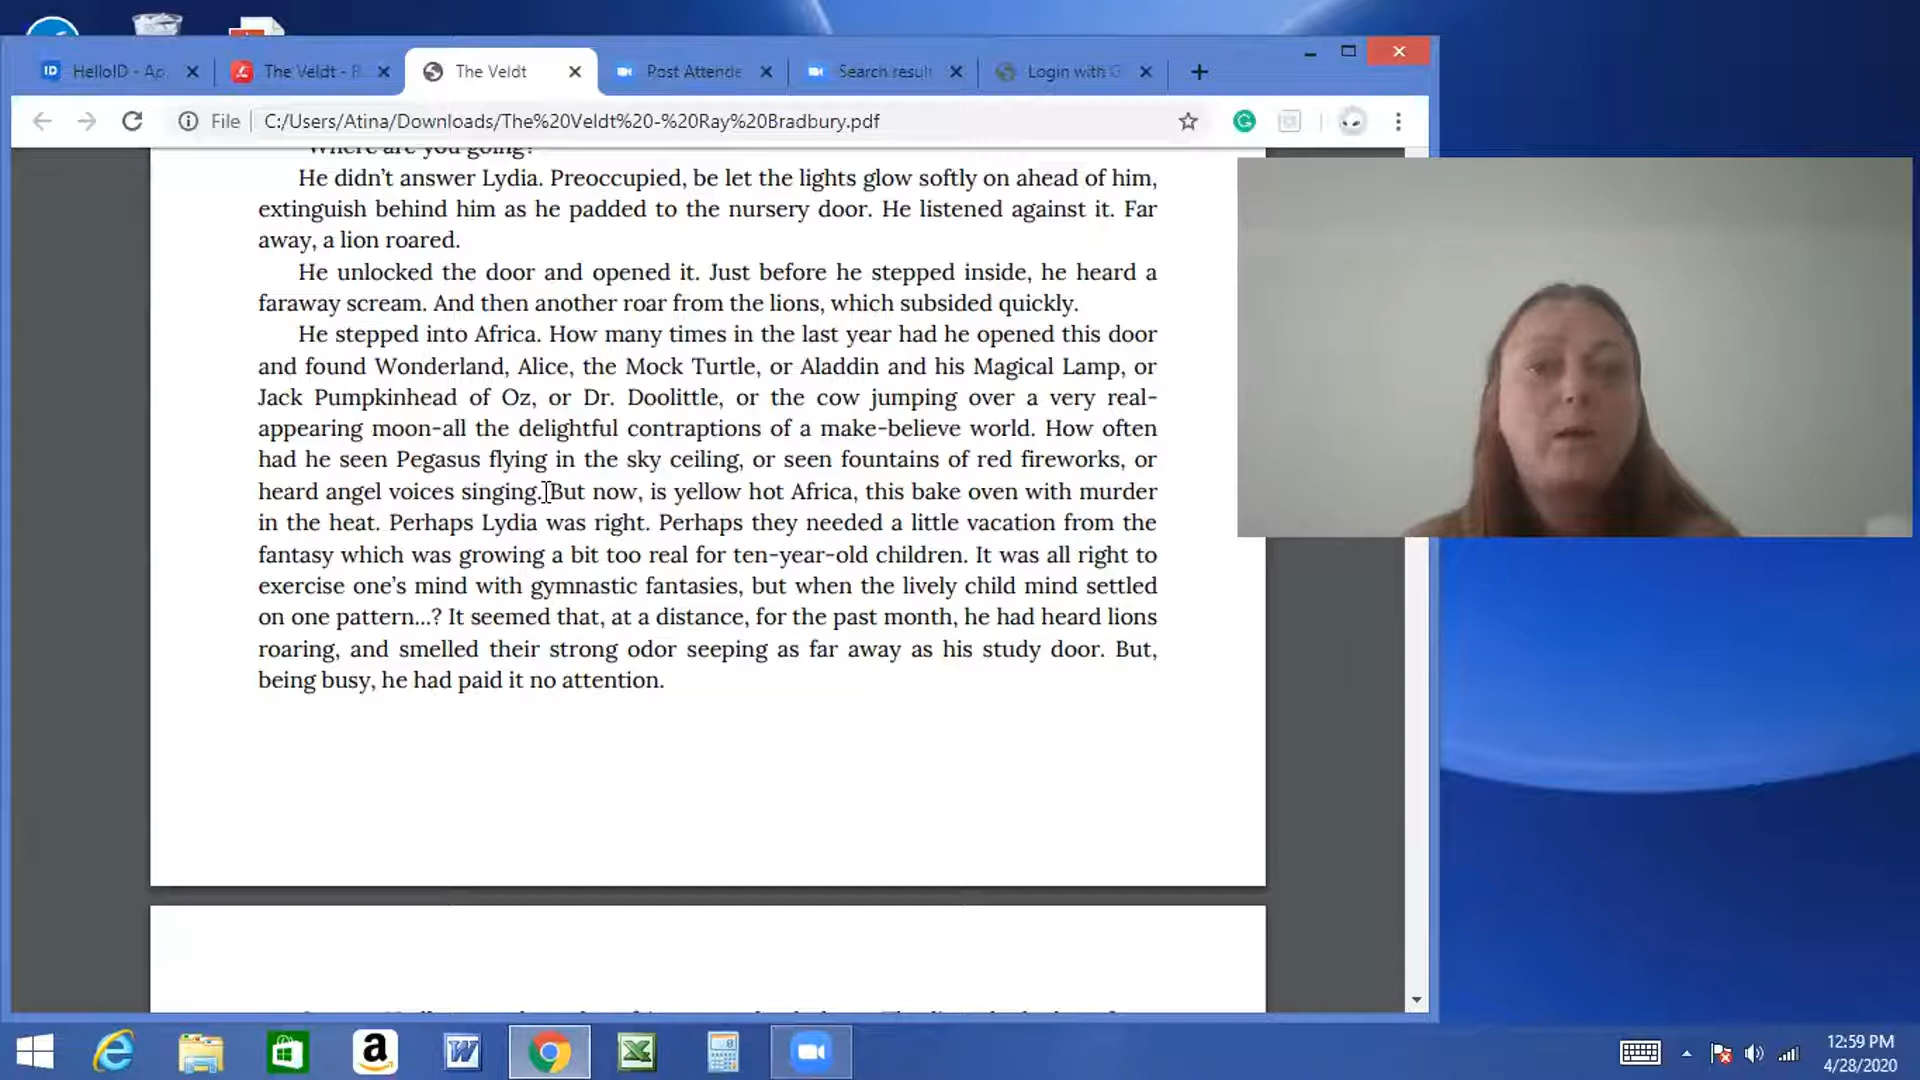 HelloID - Ap
The Veldt - R
The Veldt
Post Attende
Search result
Login with G
File
C:/Users/Atina/Downloads/The%20Veldt%20-%20Ray%20Bradbury.pdf
Where are you going?
He didn’t answer Lydia. Preoccupied, be let the lights glow softly on ahead of him,
extinguish behind him as he padded to the nursery door. He listened against it. Far
away, a lion roared.
He unlocked the door and opened it. Just before he stepped inside, he heard a
faraway scream. And then another roar from the lions, which subsided quickly.
He stepped into Africa. How many times in the last year had he opened this door
and found Wonderland, Alice, the Mock Turtle, or Aladdin and his Magical Lamp, or
Jack Pumpkinhead of Oz, or Dr. Doolittle, or the cow jumping over a very real-
appearing moon-all the delightful contraptions of a make-believe world. How often
had he seen Pegasus flying in the sky ceiling, or seen fountains of red fireworks, or
heard angel voices singing. But now, is yellow hot Africa, this bake oven with murder
in the heat. Perhaps Lydia was right. Perhaps they needed a little vacation from the
fantasy which was growing a bit too real for ten-year-old children. It was all right to
exercise one’s mind with gymnastic fantasies, but when the lively child mind settled
on one pattern...? It seemed that, at a distance, for the past month, he had heard lions
roaring, and smelled their strong odor seeping as far away as his study door. But,
being busy, he had paid it no attention.
12:59 PM
4/28/2020